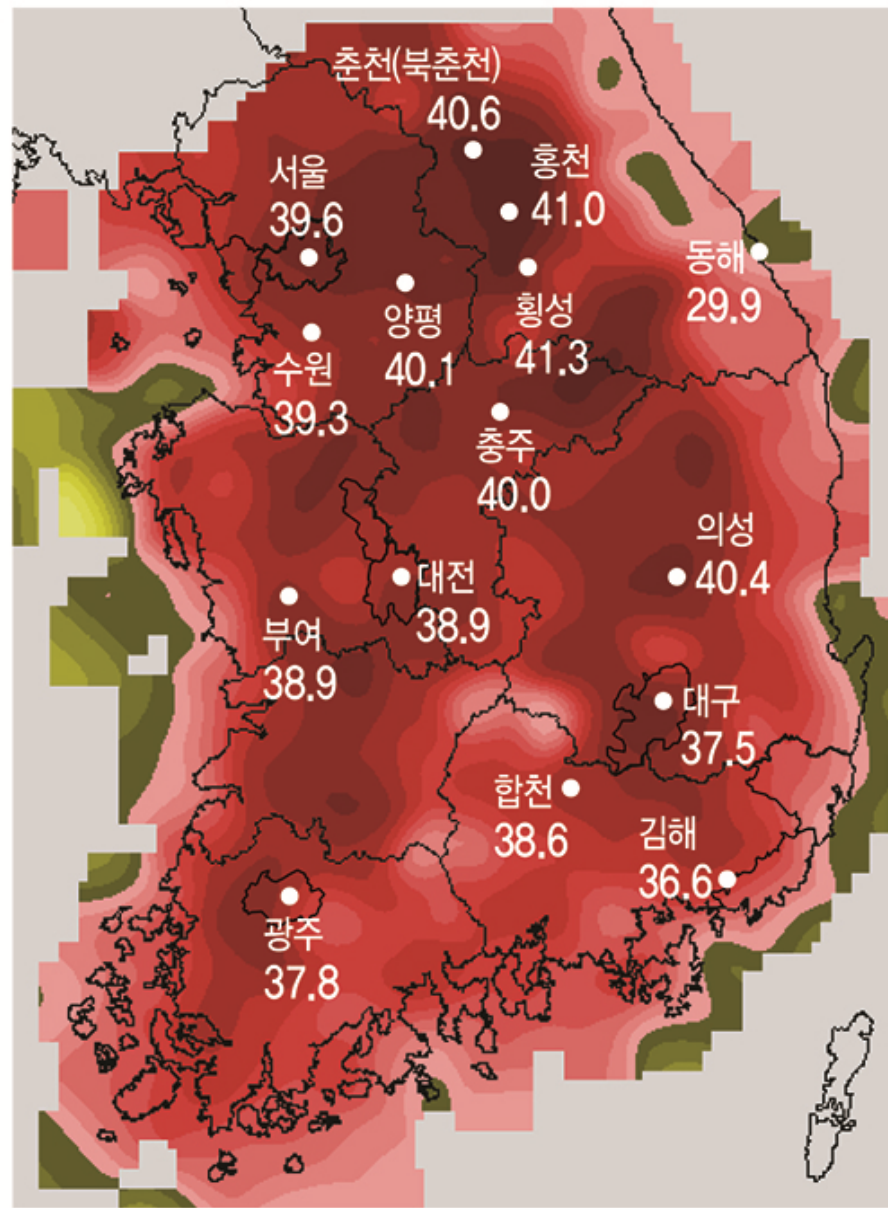 춘천(북춘천)
40.6
홍천
41.0
서울
39.6
동해
29.9
양평
40.1
횡성
41.3
수원
39.3
충주
40.0
의성
40.4
대전
38.9
부여
38.9
대구
37.5
합천
38.6
김해
36.6
광주
37.8